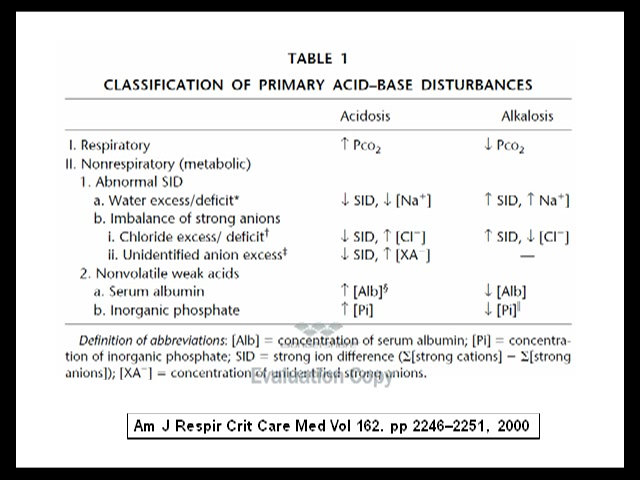 TABLE 1
CLASSIFICATION OF PRIMARY ACID–BASE DISTURBANCES
Acidosis Alkalosis
I. Respiratory ↑ Pco₂ ↓ Pco₂
II. Nonrespiratory (metabolic)
1. Abnormal SID
a. Water excess/deficit* ↓ SID, ↓ [Na⁺] ↑ SID, ↑ Na⁺]
b. Imbalance of strong anions
i. Chloride excess/ deficit† ↓ SID, ↑ [Cl⁻] ↑ SID, ↓ [Cl⁻]
ii. Unidentified anion excess‡ ↓ SID, ↑ [XA⁻] —
2. Nonvolatile weak acids
a. Serum albumin ↑ [Alb]§ ↓ [Alb]
b. Inorganic phosphate ↑ [Pi] ↓ [Pi]‖
Definition of abbreviations: [Alb] = concentration of serum albumin; [Pi] = concentra-
tion of inorganic phosphate; SID = strong ion difference (Σ[strong cations] − Σ[strong
anions]); [XA⁻] = concentration of unidentified strong anions.
Evaluation Copy
Am J Respir Crit Care Med Vol 162. pp 2246–2251, 2000